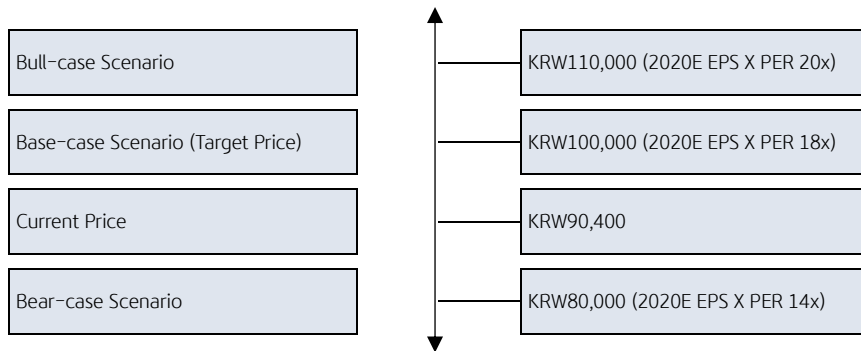 Bull-case Scenario
KRW110,000 (2020E EPS X PER 20x)
Base-case Scenario (Target Price)
KRW100,000 (2020E EPS X PER 18x)
Current Price
KRW90,400
Bear-case Scenario
KRW80,000 (2020E EPS X PER 14x)